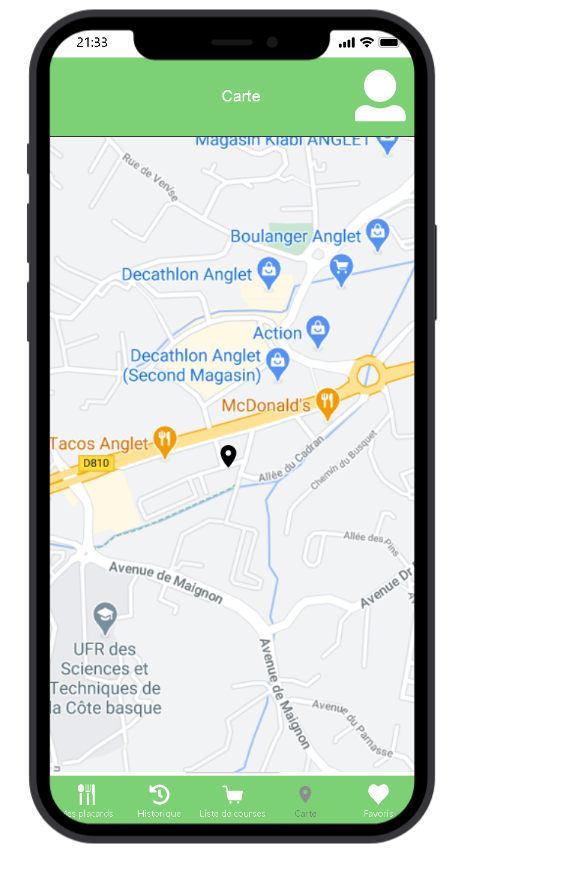 21:33
Carte
Magasin Kiabi ANGLET
Rue de Vervse
Boulanger Anglet
Decathlon Anglet
Action
Decathlon Anglet
(Second Magasin)
McDonald's
Tacos Anglet
D810
Allée du Cadran
Chemin du Busquet
Allée des Pins
Avenue de Maignon
Avenue Dr
UFR des
Sciences et
Techniques de
la Côte basque
Avenue de Maignon
Avenue du Parnasse
Mes placards
Historique
Liste de courses
Carte
Favoris